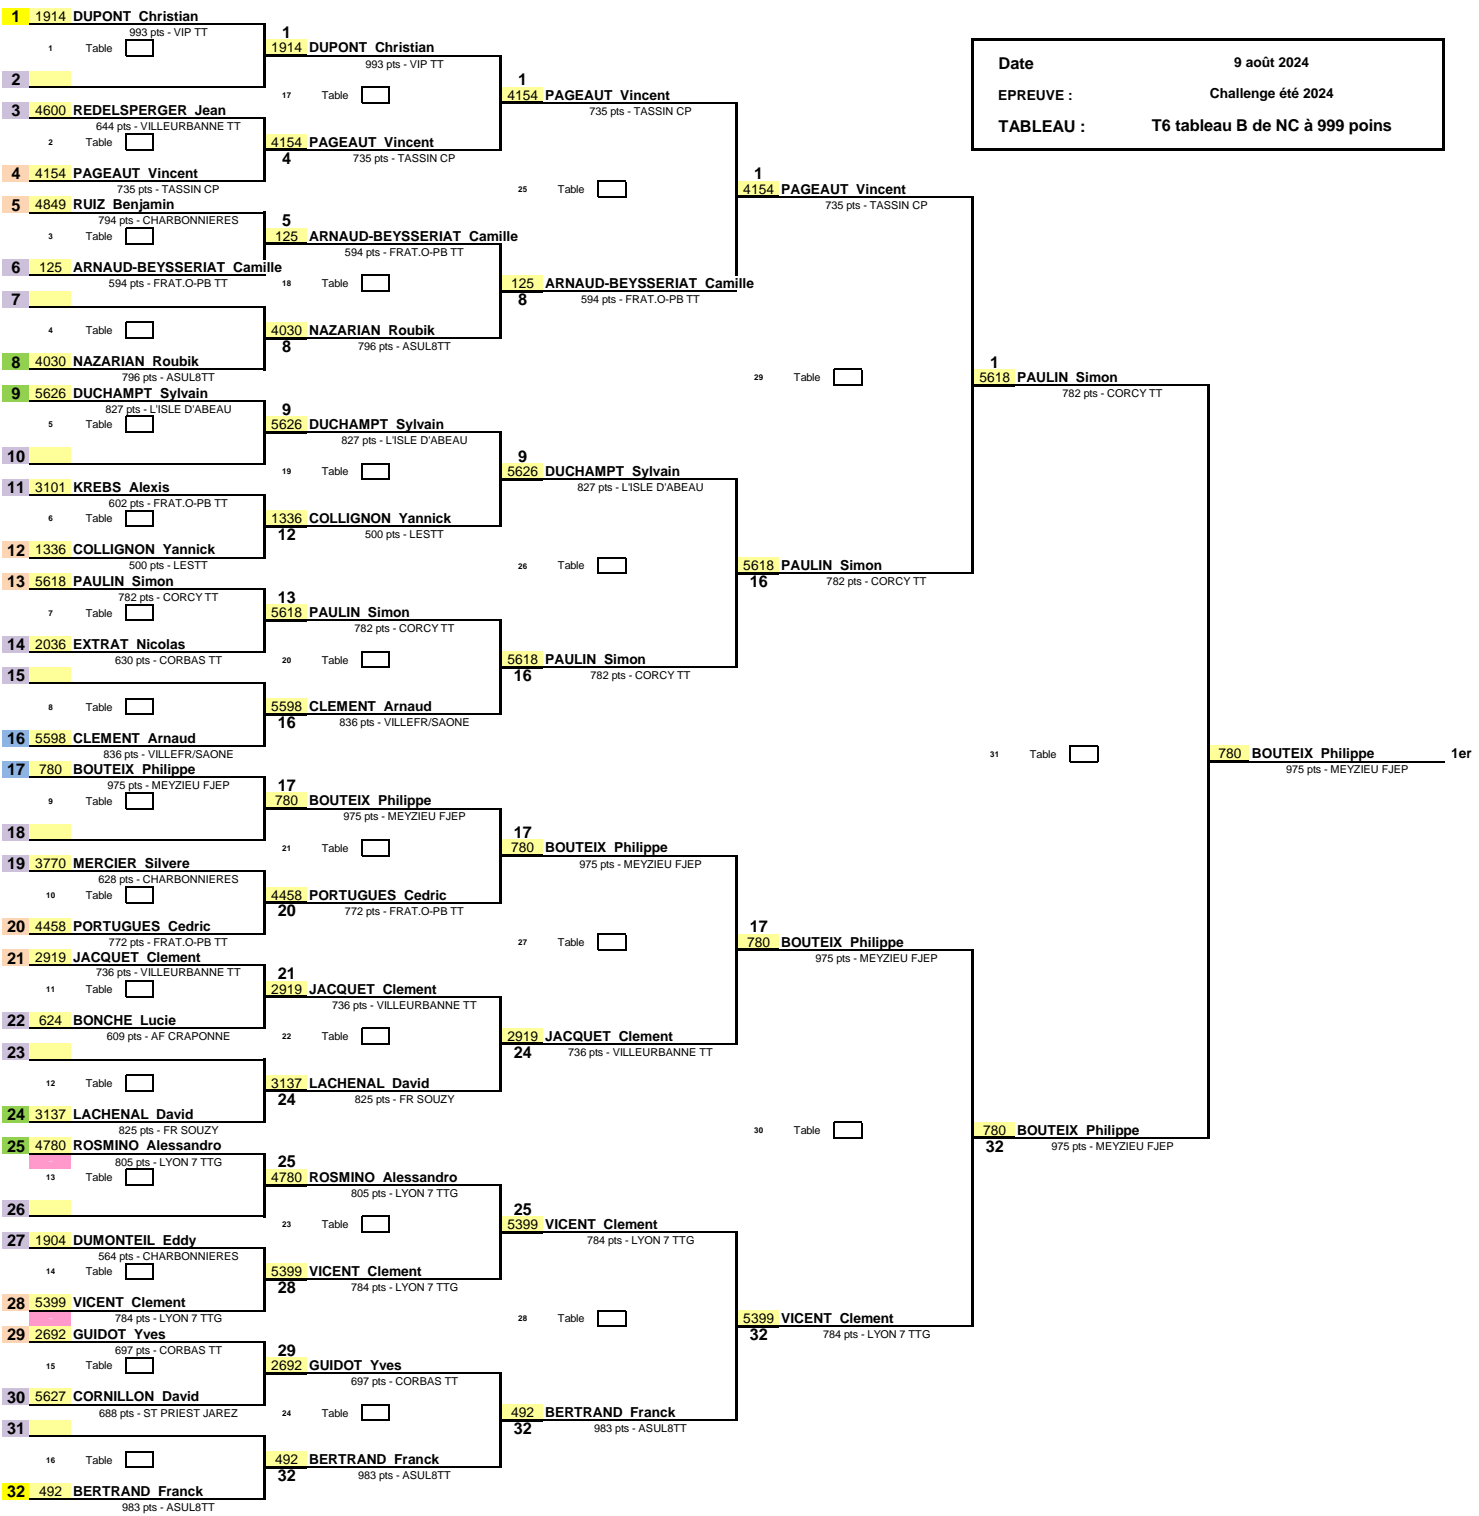 Date 9 août 2024
EPREUVE : Challenge été 2024
TABLEAU : T6 tableau B de NC à 999 poins
1 1914 DUPONT Christian
993 pts - VIP TT
1 Table
2
3 4600 REDELSPERGER Jean
644 pts - VILLEURBANNE TT
2 Table
4 4154 PAGEAUT Vincent
735 pts - TASSIN CP
5 4849 RUIZ Benjamin
794 pts - CHARBONNIERES
3 Table
6 125 ARNAUD-BEYSSERIAT Camille
594 pts - FRAT.O-PB TT
7
4 Table
8 4030 NAZARIAN Roubik
796 pts - ASUL8TT
9 5626 DUCHAMPT Sylvain
827 pts - L'ISLE D'ABEAU
5 Table
10
11 3101 KREBS Alexis
602 pts - FRAT.O-PB TT
6 Table
12 1336 COLLIGNON Yannick
500 pts - LESTT
13 5618 PAULIN Simon
782 pts - CORCY TT
7 Table
14 2036 EXTRAT Nicolas
630 pts - CORBAS TT
15
8 Table
16 5598 CLEMENT Arnaud
836 pts - VILLEFR/SAONE
17 780 BOUTEIX Philippe
975 pts - MEYZIEU FJEP
9 Table
18
19 3770 MERCIER Silvere
628 pts - CHARBONNIERES
10 Table
20 4458 PORTUGUES Cedric
772 pts - FRAT.O-PB TT
21 2919 JACQUET Clement
736 pts - VILLEURBANNE TT
11 Table
22 624 BONCHE Lucie
609 pts - AF CRAPONNE
23
12 Table
24 3137 LACHENAL David
825 pts - FR SOUZY
25 4780 ROSMINO Alessandro
805 pts - LYON 7 TTG
13 Table
26
27 1904 DUMONTEIL Eddy
564 pts - CHARBONNIERES
14 Table
28 5399 VICENT Clement
784 pts - LYON 7 TTG
29 2692 GUIDOT Yves
697 pts - CORBAS TT
15 Table
30 5627 CORNILLON David
688 pts - ST PRIEST JAREZ
31
16 Table
32 492 BERTRAND Franck
983 pts - ASUL8TT
1
1914 DUPONT Christian
993 pts - VIP TT
17 Table
4154 PAGEAUT Vincent
4 735 pts - TASSIN CP
5
125 ARNAUD-BEYSSERIAT Camille
594 pts - FRAT.O-PB TT
18 Table
4030 NAZARIAN Roubik
8 796 pts - ASUL8TT
9
5626 DUCHAMPT Sylvain
827 pts - L'ISLE D'ABEAU
19 Table
1336 COLLIGNON Yannick
12 500 pts - LESTT
13
5618 PAULIN Simon
782 pts - CORCY TT
20 Table
5598 CLEMENT Arnaud
16 836 pts - VILLEFR/SAONE
17
780 BOUTEIX Philippe
975 pts - MEYZIEU FJEP
21 Table
4458 PORTUGUES Cedric
20 772 pts - FRAT.O-PB TT
21
2919 JACQUET Clement
736 pts - VILLEURBANNE TT
22 Table
3137 LACHENAL David
24 825 pts - FR SOUZY
25
4780 ROSMINO Alessandro
805 pts - LYON 7 TTG
23 Table
5399 VICENT Clement
28 784 pts - LYON 7 TTG
29
2692 GUIDOT Yves
697 pts - CORBAS TT
24 Table
492 BERTRAND Franck
32 983 pts - ASUL8TT
1
4154 PAGEAUT Vincent
735 pts - TASSIN CP
25 Table
125 ARNAUD-BEYSSERIAT Camille
8 594 pts - FRAT.O-PB TT
9
5626 DUCHAMPT Sylvain
827 pts - L'ISLE D'ABEAU
26 Table
5618 PAULIN Simon
16 782 pts - CORCY TT
17
780 BOUTEIX Philippe
975 pts - MEYZIEU FJEP
27 Table
2919 JACQUET Clement
24 736 pts - VILLEURBANNE TT
25
5399 VICENT Clement
784 pts - LYON 7 TTG
28 Table
492 BERTRAND Franck
32 983 pts - ASUL8TT
1
4154 PAGEAUT Vincent
735 pts - TASSIN CP
29 Table
5618 PAULIN Simon
16 782 pts - CORCY TT
17
780 BOUTEIX Philippe
975 pts - MEYZIEU FJEP
30 Table
5399 VICENT Clement
32 784 pts - LYON 7 TTG
1
5618 PAULIN Simon
782 pts - CORCY TT
31 Table
780 BOUTEIX Philippe
32 975 pts - MEYZIEU FJEP
780 BOUTEIX Philippe 1er
975 pts - MEYZIEU FJEP